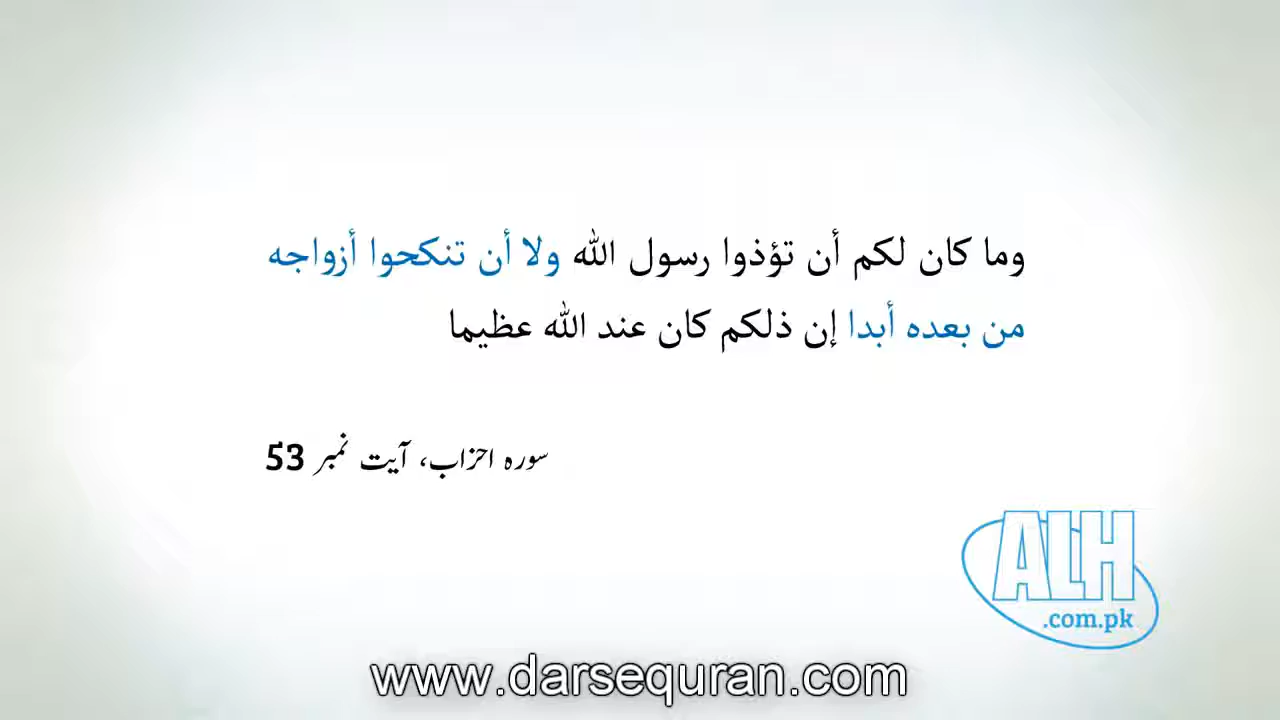 وما كان لكم أن تؤذوا رسول الله ولا أن تنكحوا أزواجه
من بعده أبدا إن ذلكم كان عند الله عظيما
سورہ احزاب، آیت نمبر 53
ALH
.com.pk
www.darsequran.com